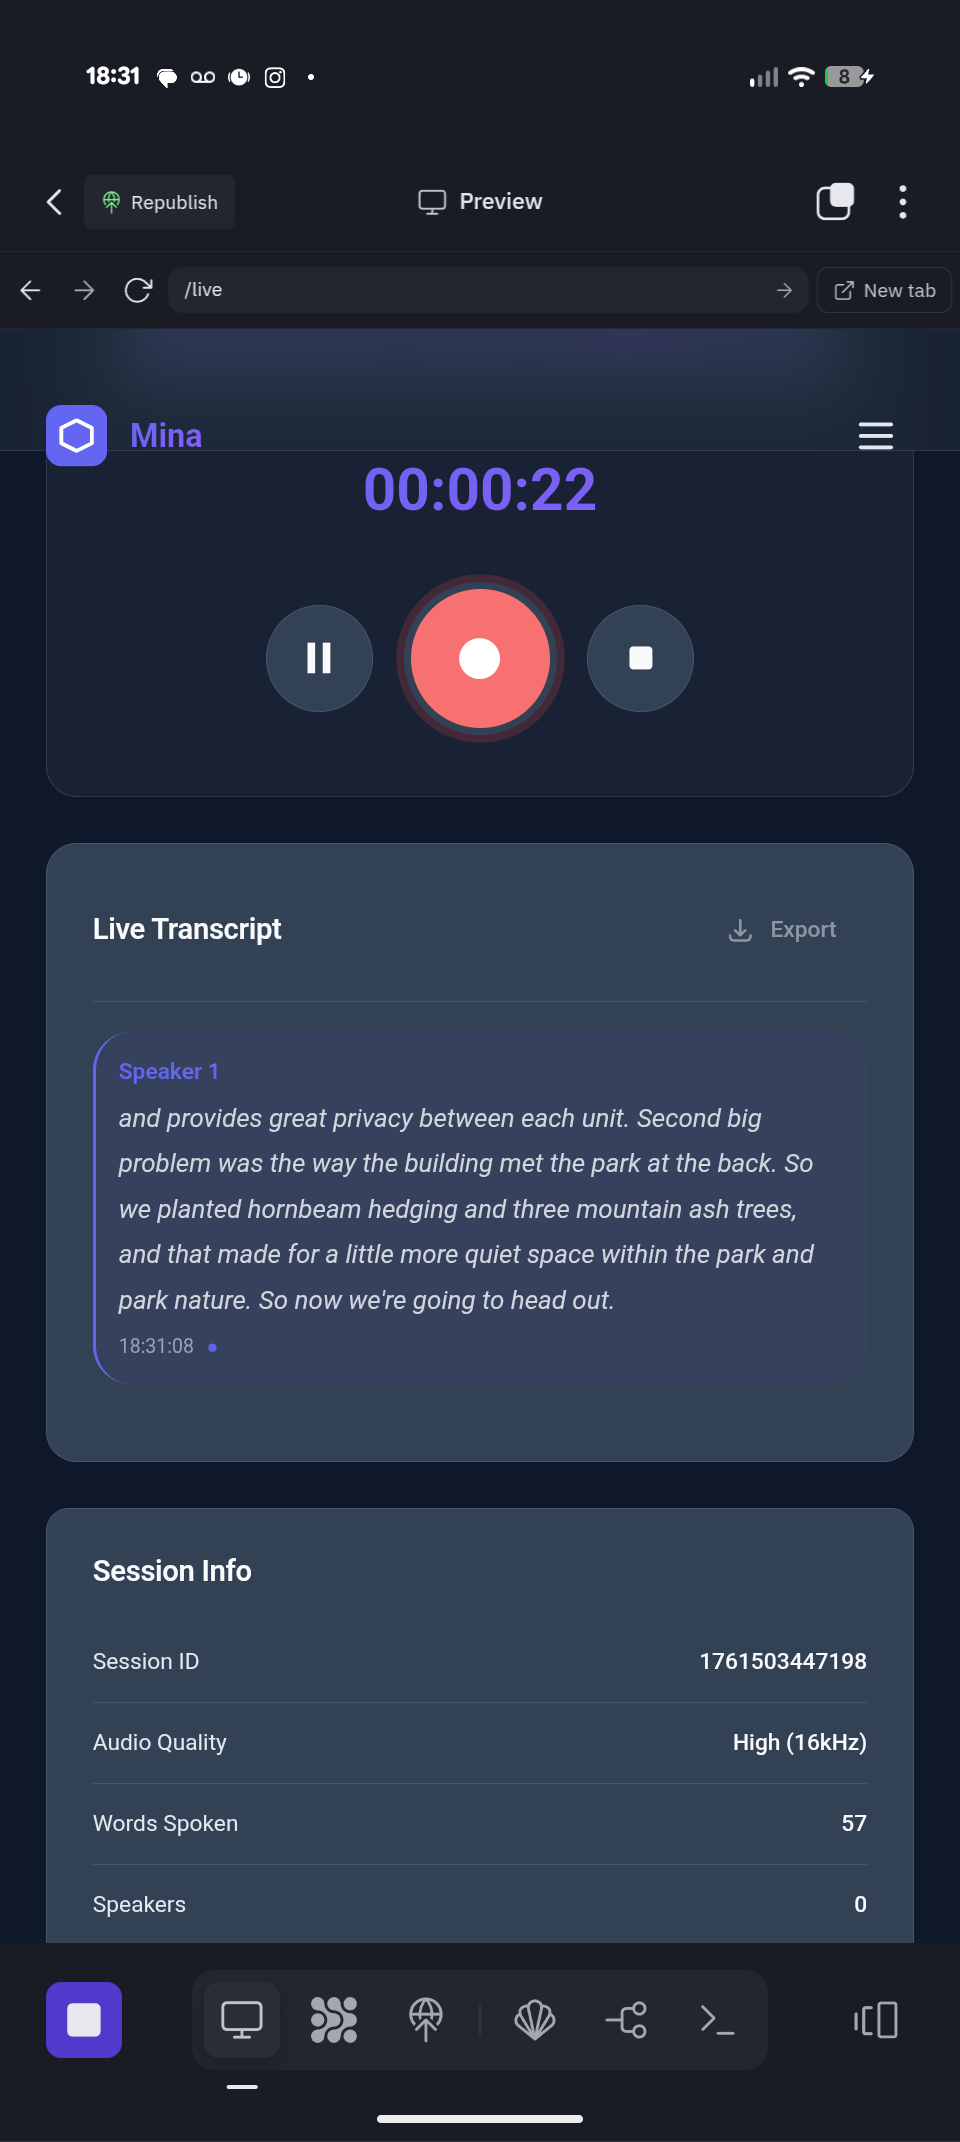 18:31
8
Republish
Preview
/live
New tab
Mina
00:00:22
Live Transcript
Export
Speaker 1
and provides great privacy between each unit. Second big
problem was the way the building met the park at the back. So
we planted hornbeam hedging and three mountain ash trees,
and that made for a little more quiet space within the park and
park nature. So now we're going to head out.
18:31:08
Session Info
Session ID 1761503447198
Audio Quality High (16kHz)
Words Spoken 57
Speakers 0